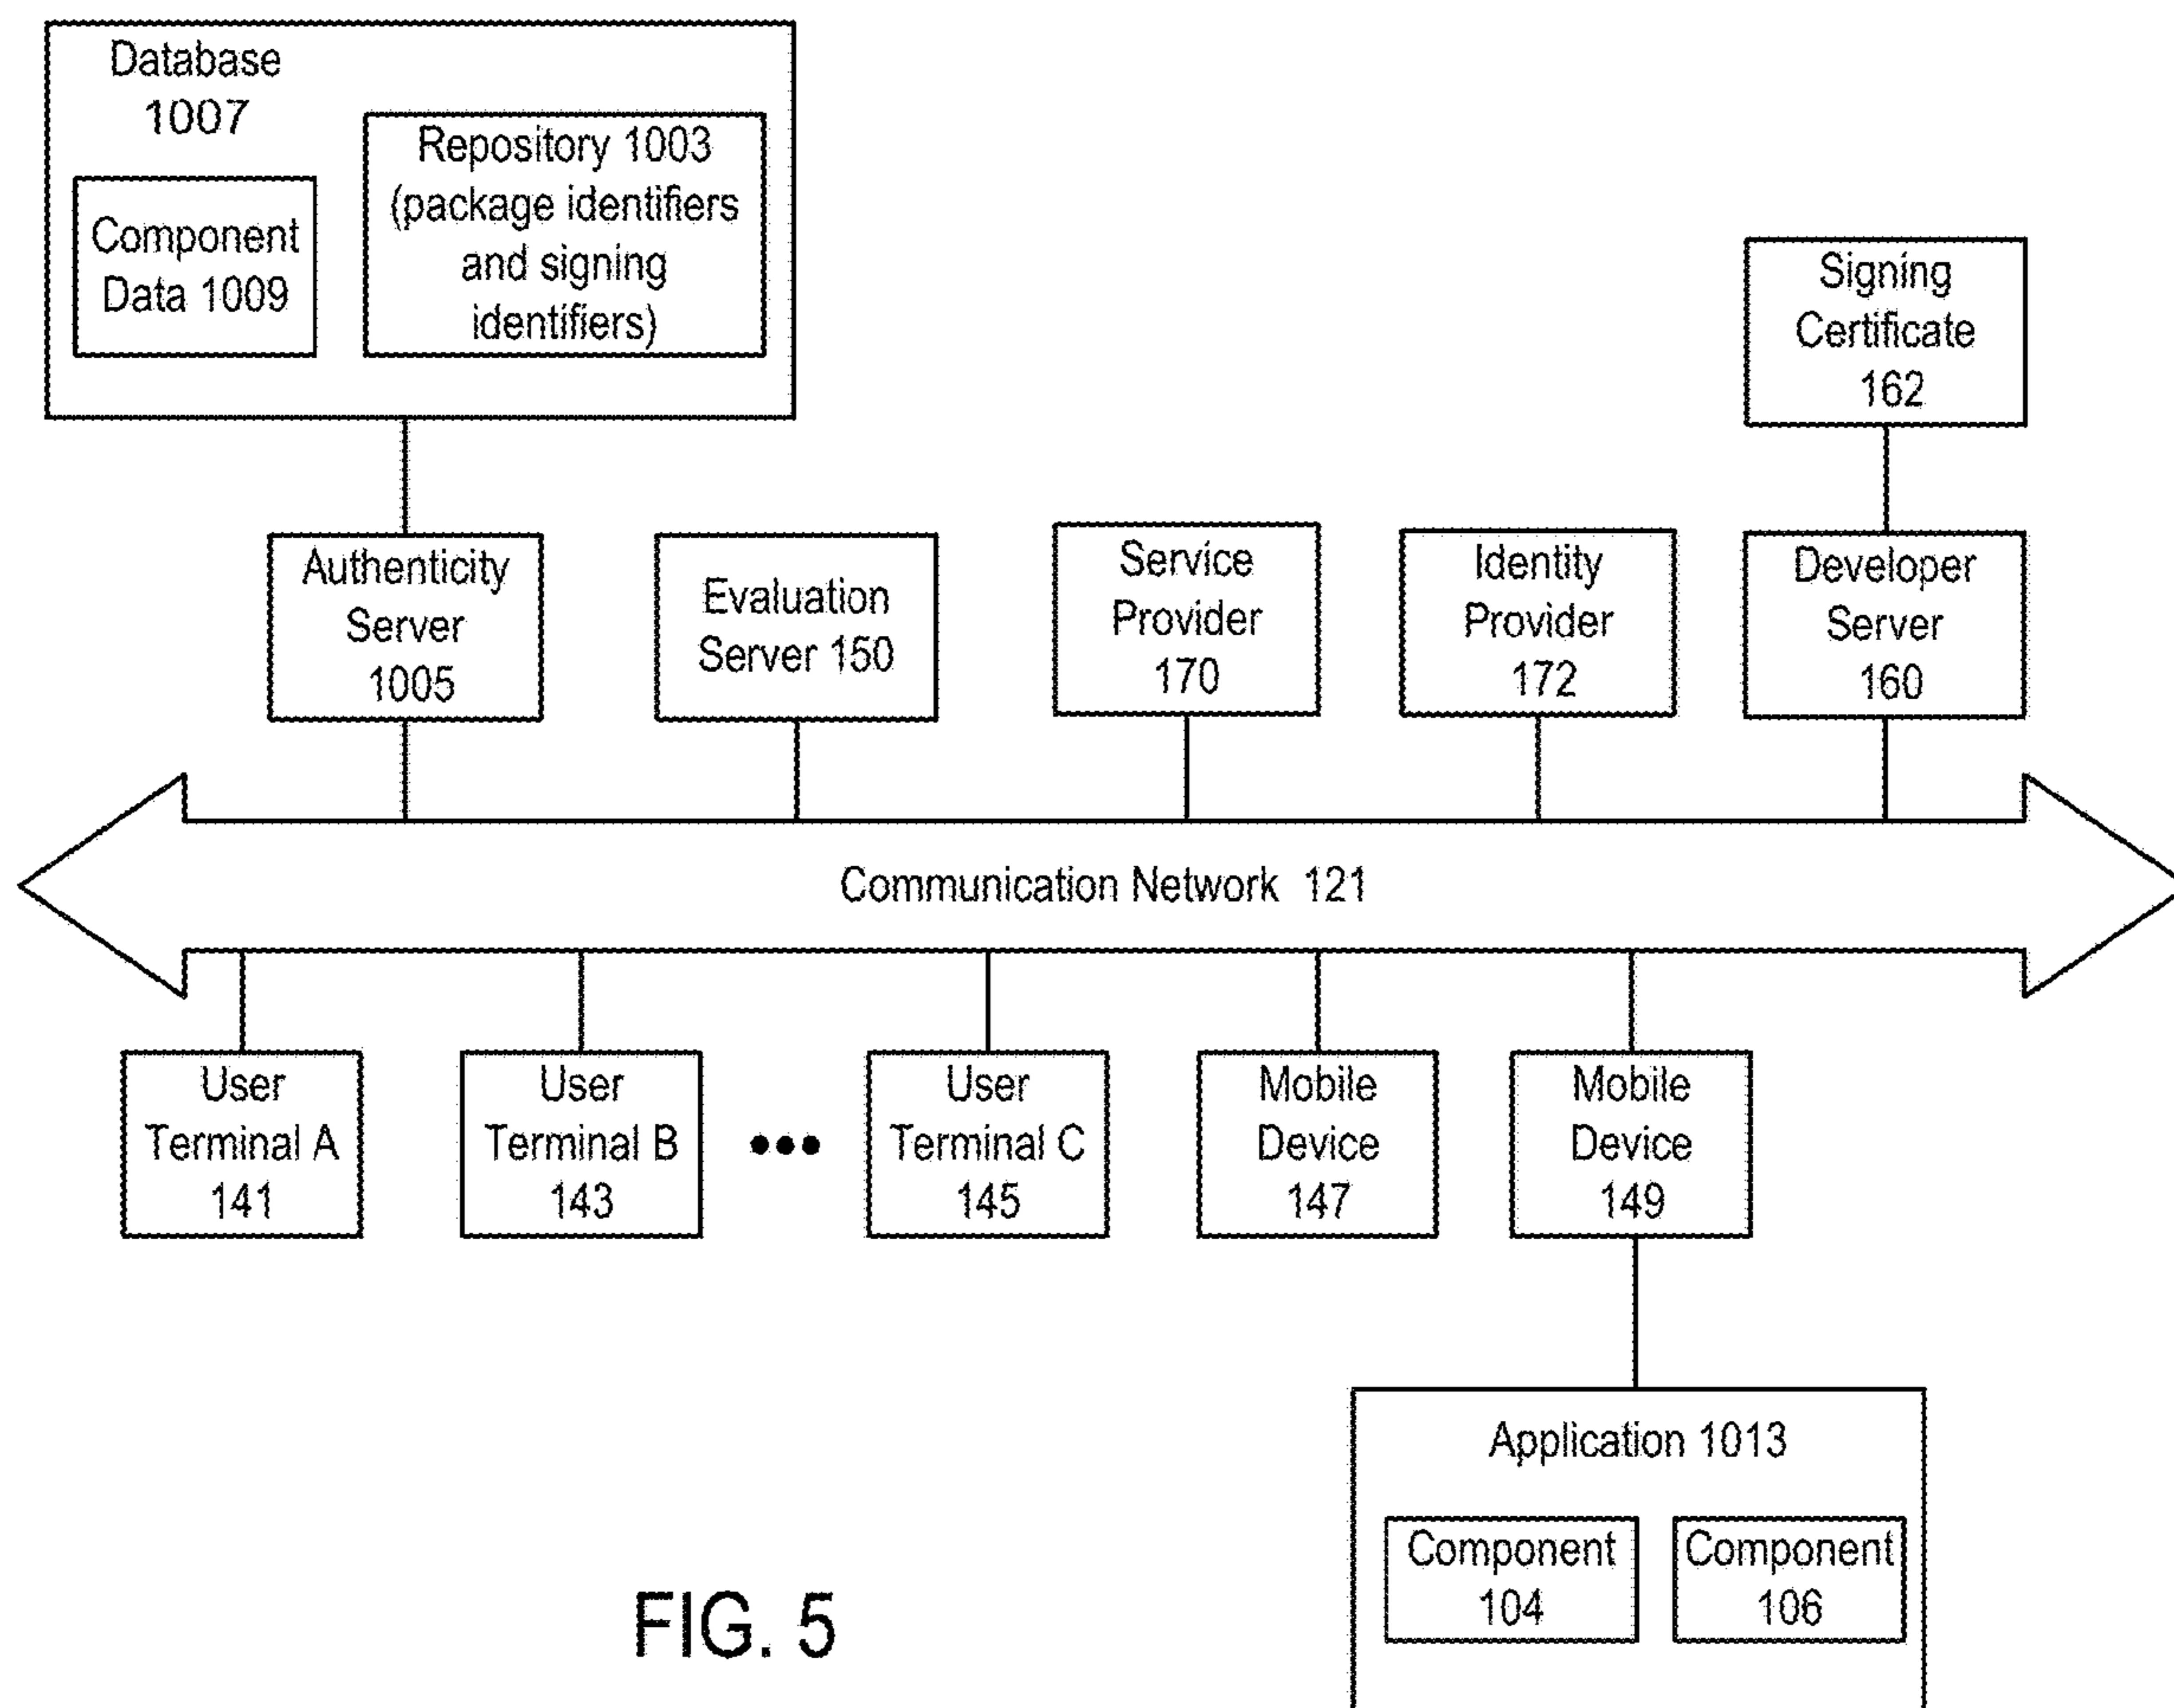 Database
1007
Component
Data 1009
Repository 1003
(package identifiers
and signing
identifiers)
Signing
Certificate
162
Authenticity
Server
1005
Evaluation
Server 150
Service
Provider
170
Identity
Provider
172
Developer
Server
160
Communication Network 121
User
Terminal A
141
User
Terminal B
143
•••
User
Terminal C
145
Mobile
Device
147
Mobile
Device
149
Application 1013
Component
104
Component
106
FIG. 5